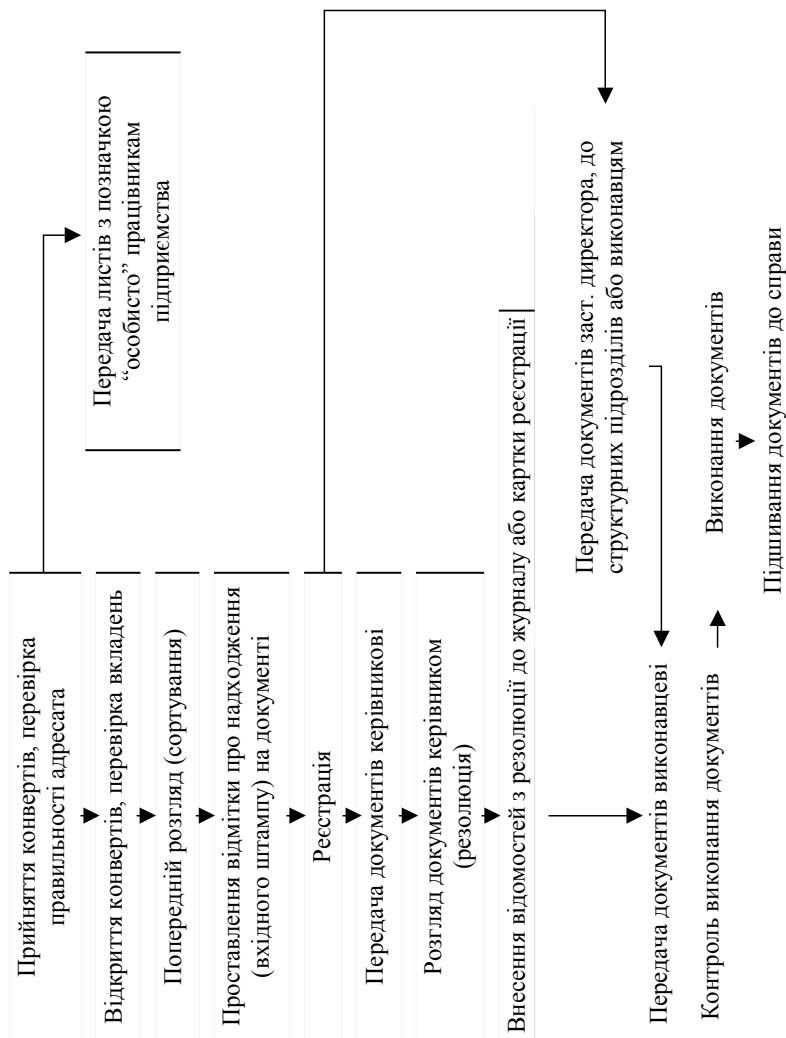 Прийняття конвертів, перевірка
правильності адресата
Передача листів з позначкою
“особисто” працівникам
підприємства
Відкриття конвертів, перевірка вкладень
Попередній розгляд (сортування)
Проставлення відмітки про надходження
(вхідного штампу) на документі
Реєстрація
Передача документів керівникові
Розгляд документів керівником
(резолюція)
Внесення відомостей з резолюції до журналу або картки реєстрації
Передача документів заст. директора, до
структурних підрозділів або виконавцям
Передача документів виконавцеві
Контроль виконання документів
Виконання документів
Підшивання документів до справи